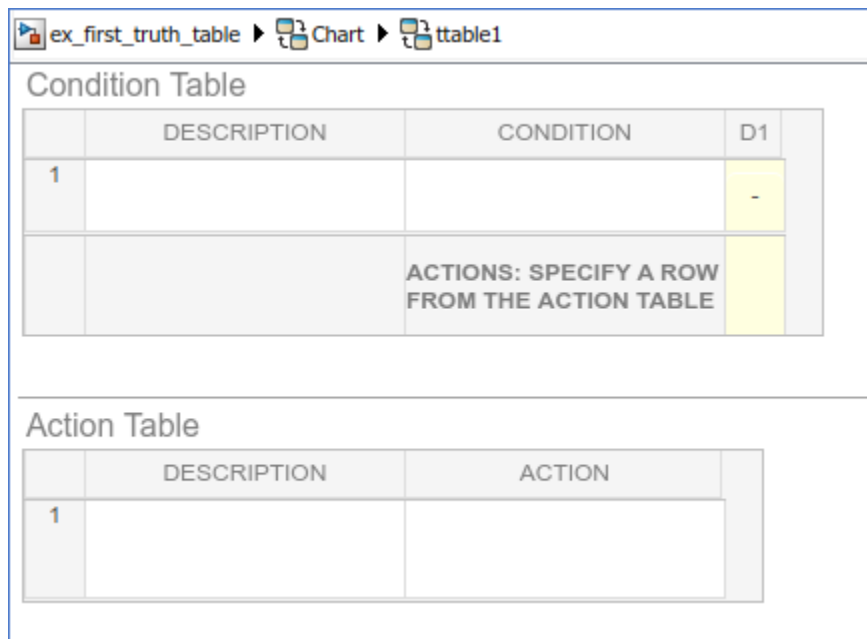 ex_first_truth_table Chart ttable1
Condition Table
DESCRIPTION CONDITION D1
1
-
ACTIONS: SPECIFY A ROW
FROM THE ACTION TABLE
Action Table
DESCRIPTION ACTION
1